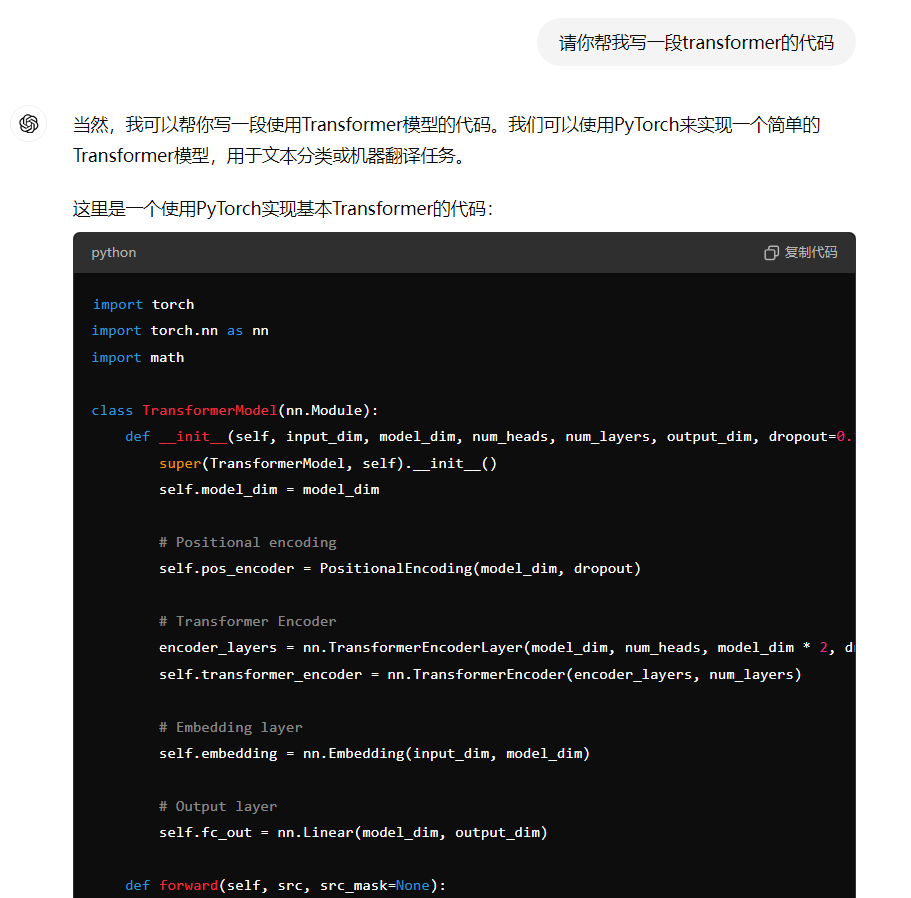 请你帮我写一段transformer的代码
当然，我可以帮你写一段使用Transformer模型的代码。我们可以使用PyTorch来实现一个简单的
Transformer模型，用于文本分类或机器翻译任务。
这里是一个使用PyTorch实现基本Transformer的代码：
python 复制代码
import torch
import torch.nn as nn
import math
class TransformerModel(nn.Module):
    def __init__(self, input_dim, model_dim, num_heads, num_layers, output_dim, dropout=0.
        super(TransformerModel, self).__init__()
        self.model_dim = model_dim
        # Positional encoding
        self.pos_encoder = PositionalEncoding(model_dim, dropout)
        # Transformer Encoder
        encoder_layers = nn.TransformerEncoderLayer(model_dim, num_heads, model_dim * 2,
        self.transformer_encoder = nn.TransformerEncoder(encoder_layers, num_layers)
        # Embedding layer
        self.embedding = nn.Embedding(input_dim, model_dim)
        # Output layer
        self.fc_out = nn.Linear(model_dim, output_dim)
    def forward(self, src, src_mask=None):